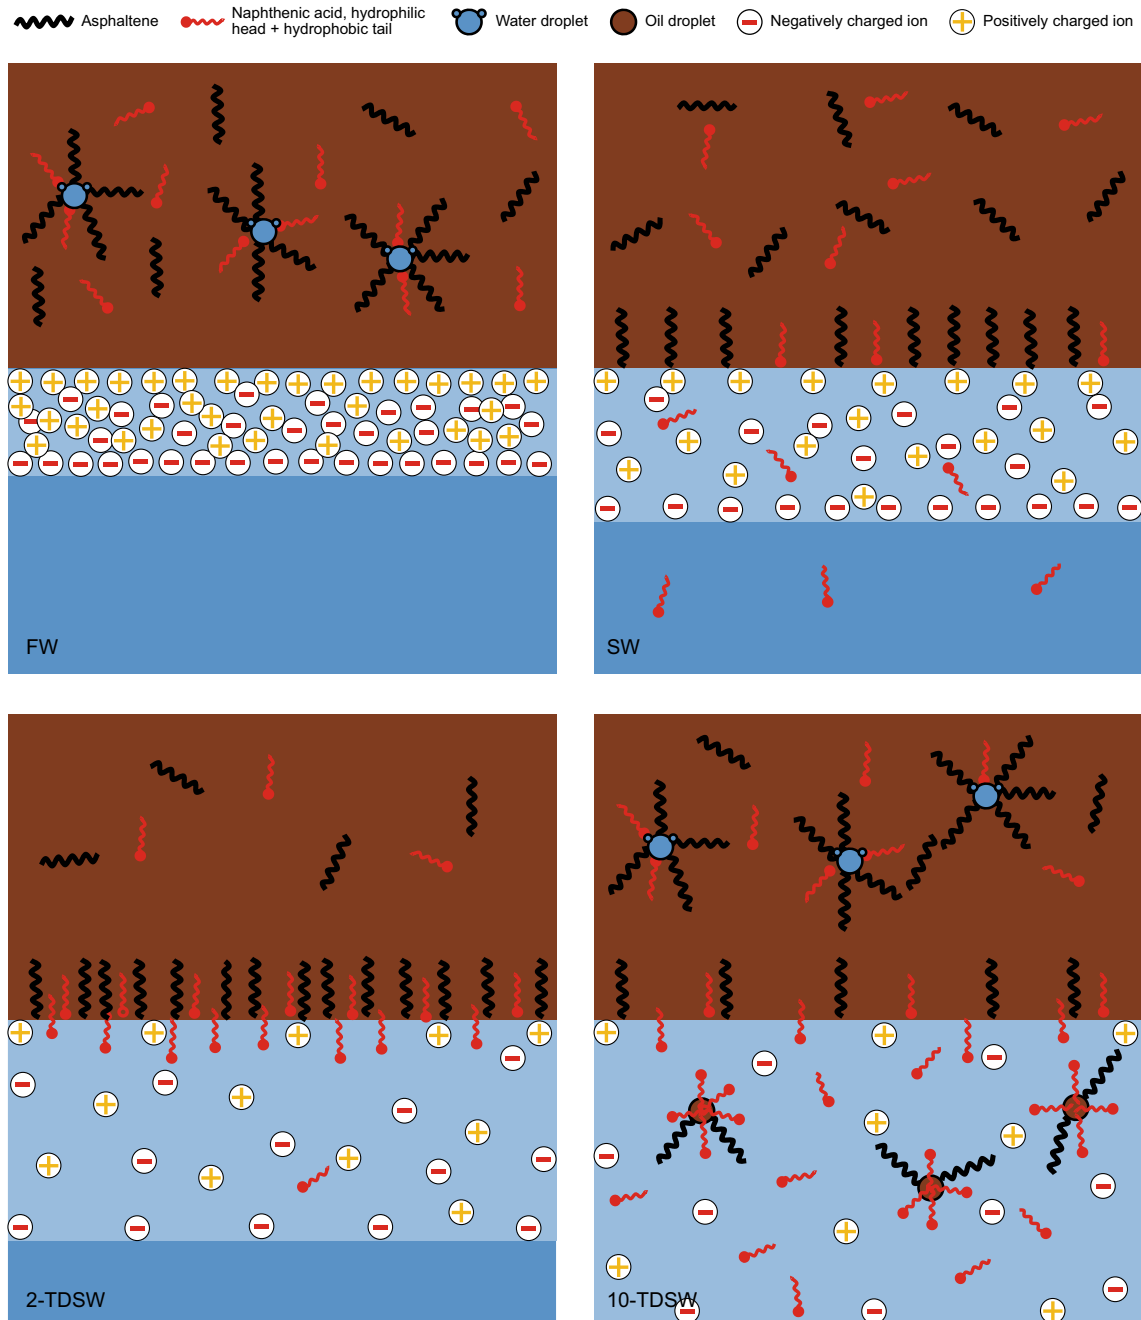 Asphaltene
Naphthenic acid, hydrophilic
head + hydrophobic tail
Water droplet
Oil droplet
Negatively charged ion
Positively charged ion
FW
SW
2-TDSW
10-TDSW